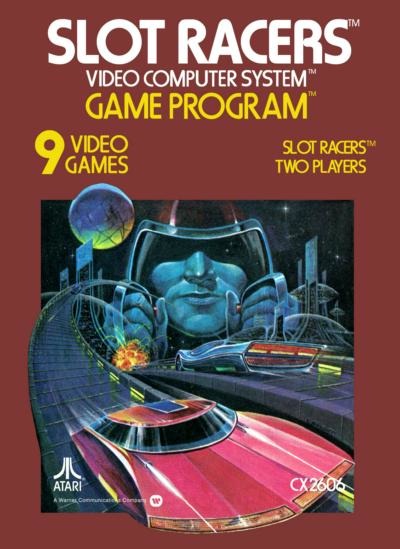 SLOT RACERS™
VIDEO COMPUTER SYSTEM™
GAME PROGRAM™
9 VIDEO GAMES
SLOT RACERS™
TWO PLAYERS
ATARI
A Warner Communications Company
CX2606